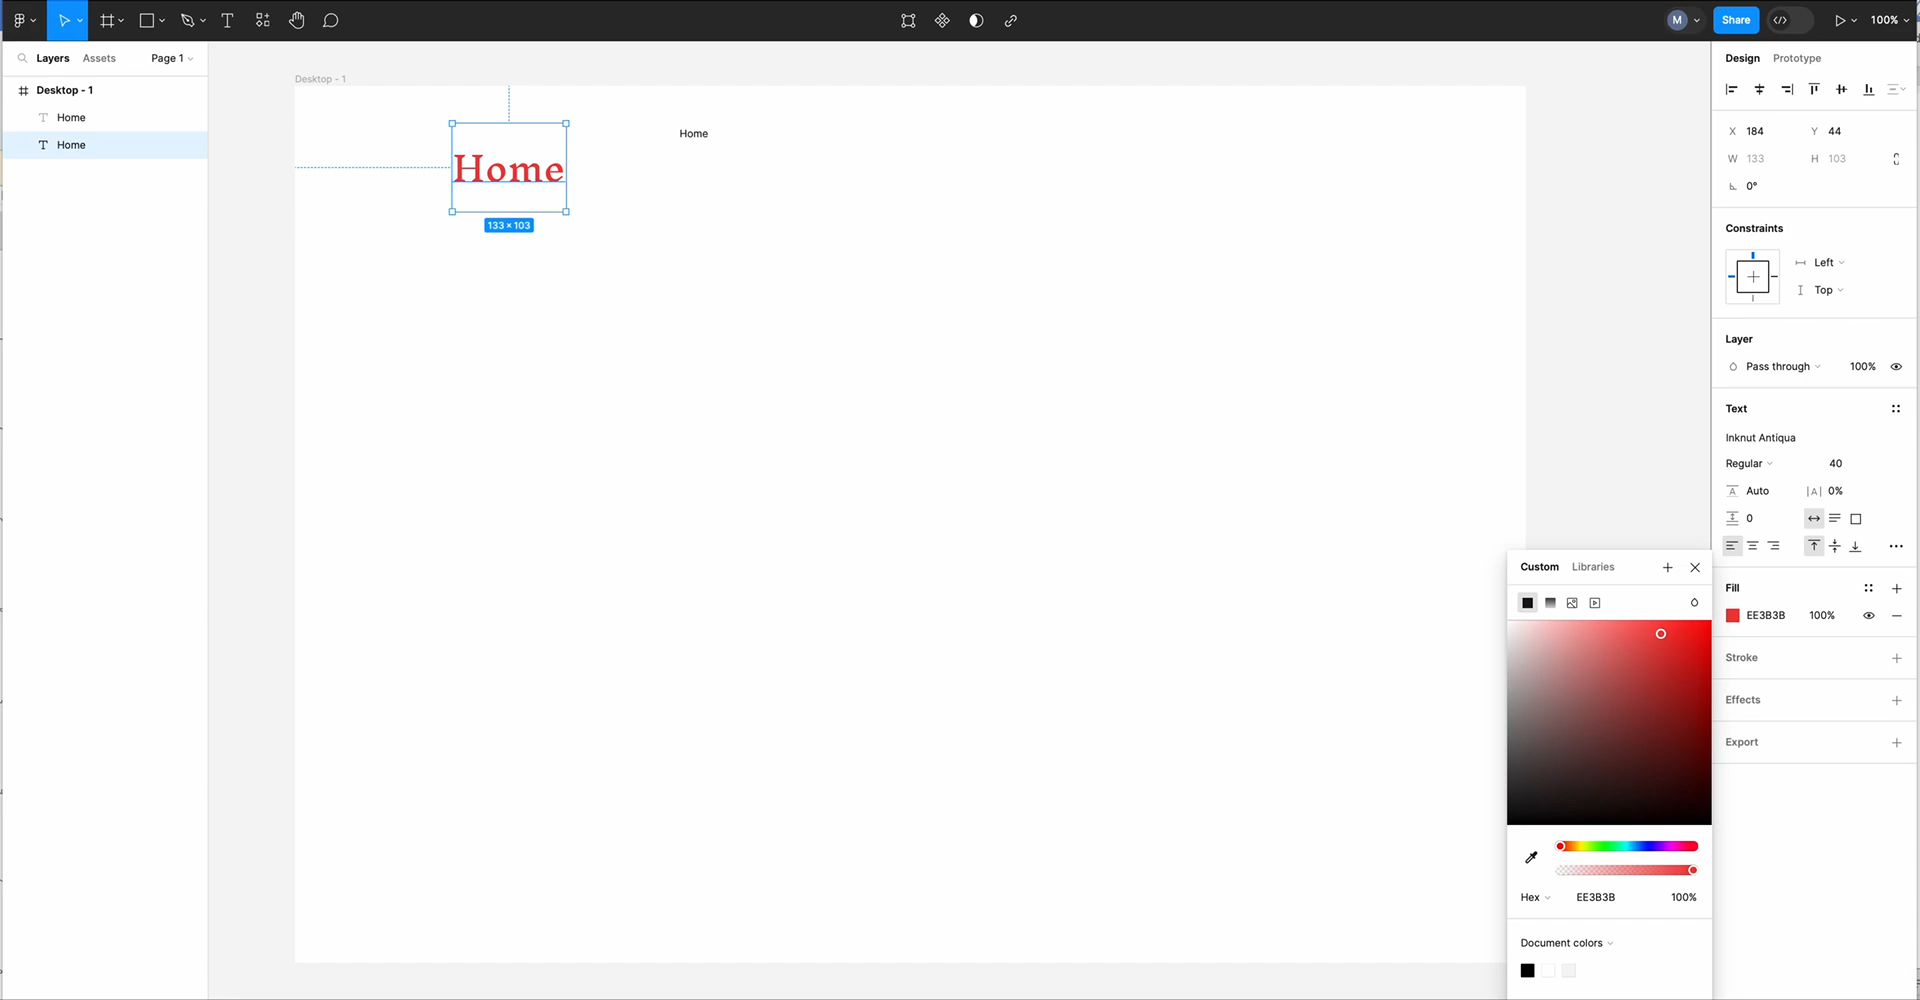 M
Share
100%
Layers
Assets
Page 1
Desktop - 1
Home
Home
Desktop - 1
Home
133 × 103
Home
Design
Prototype
X 184
Y 44
W 133
H 103
0°
Constraints
Left
Top
Layer
Pass through
100%
Text
Inknut Antiqua
Regular
40
Auto
|A| 0%
0
Fill
EE3B3B
100%
Stroke
Effects
Export
Custom
Libraries
Hex
EE3B3B
100%
Document colors